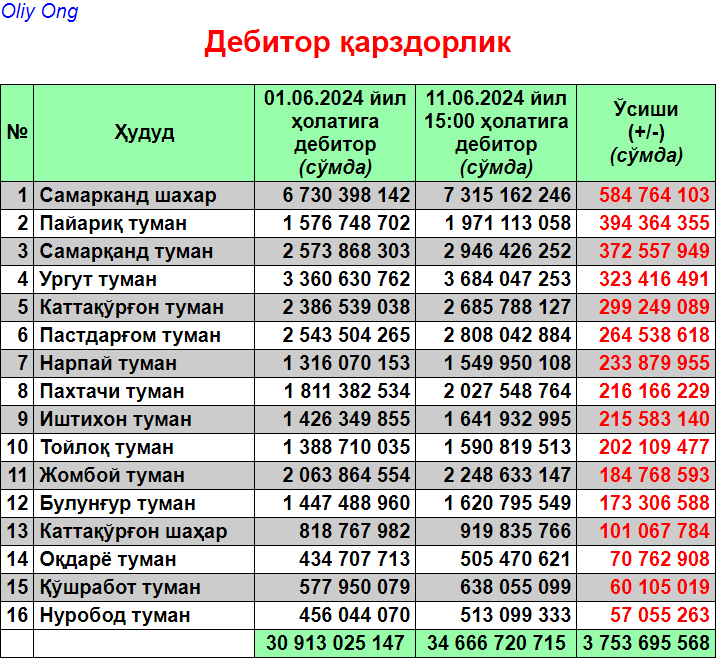 Oliy Ong
Дебитор қарздорлик
№ Ҳудуд 01.06.2024 йил ҳолатига дебитор (сўмда) 11.06.2024 йил 15:00 ҳолатига дебитор (сўмда) Ўсиши (+/-) (сўмда)
1 Самарканд шахар 6 730 398 142 7 315 162 246 584 764 103
2 Пайариқ туман 1 576 748 702 1 971 113 058 394 364 355
3 Самарқанд туман 2 573 868 303 2 946 426 252 372 557 949
4 Ургут туман 3 360 630 762 3 684 047 253 323 416 491
5 Каттақўрғон туман 2 386 539 038 2 685 788 127 299 249 089
6 Пастдарғом туман 2 543 504 265 2 808 042 884 264 538 618
7 Нарпай туман 1 316 070 153 1 549 950 108 233 879 955
8 Пахтачи туман 1 811 382 534 2 027 548 764 216 166 229
9 Иштихон туман 1 426 349 855 1 641 932 995 215 583 140
10 Тойлоқ туман 1 388 710 035 1 590 819 513 202 109 477
11 Жомбой туман 2 063 864 554 2 248 633 147 184 768 593
12 Булунғур туман 1 447 488 960 1 620 795 549 173 306 588
13 Каттақўрғон шаҳар 818 767 982 919 835 766 101 067 784
14 Оқдарё туман 434 707 713 505 470 621 70 762 908
15 Қўшработ туман 577 950 079 638 055 099 60 105 019
16 Нуробод туман 456 044 070 513 099 333 57 055 263
30 913 025 147 34 666 720 715 3 753 695 568